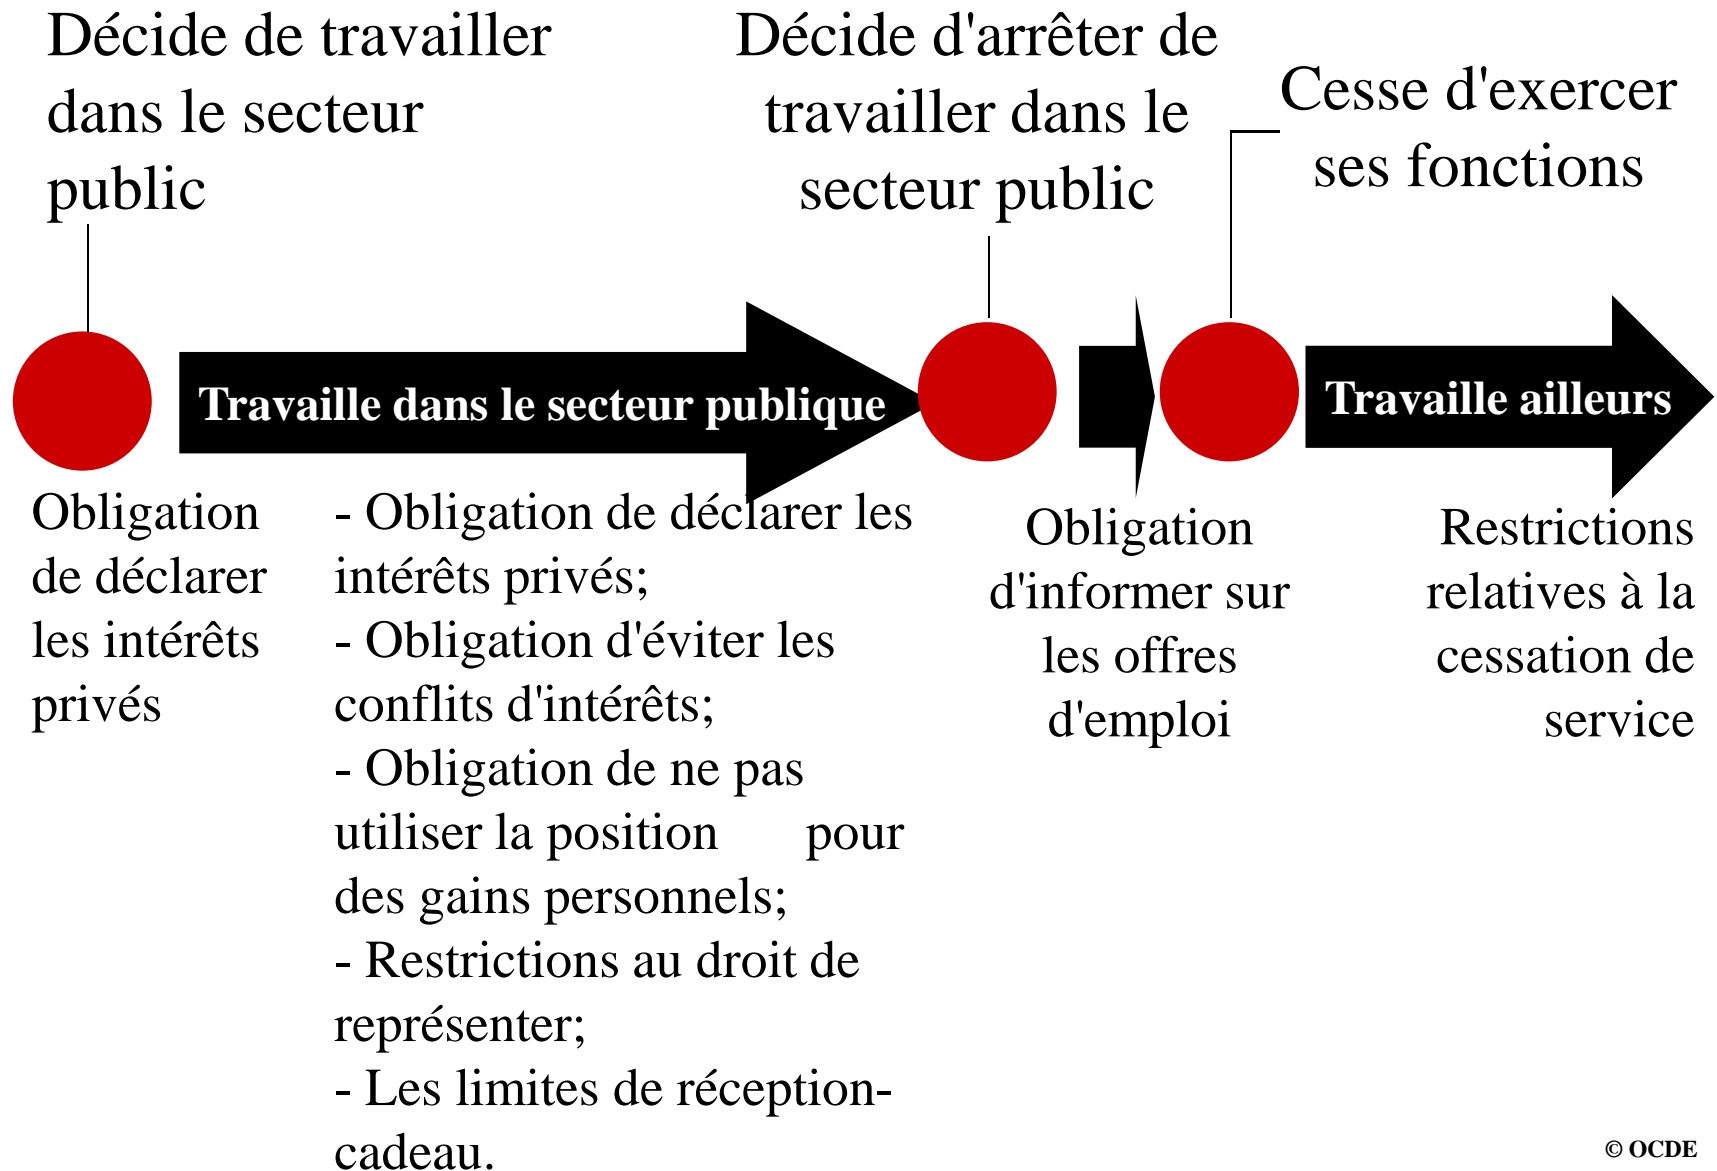 Décide de travailler
dans le secteur
public
Décide d'arrêter de
travailler dans le
secteur public
Cesse d'exercer
ses fonctions
Travaille dans le secteur publique
Travaille ailleurs
Obligation
de déclarer
les intérêts
privés
- Obligation de déclarer les
intérêts privés;
- Obligation d'éviter les
conflits d'intérêts;
- Obligation de ne pas
utiliser la position pour
des gains personnels;
- Restrictions au droit de
représenter;
- Les limites de réception-
cadeau.
Obligation
d'informer sur
les offres
d'emploi
Restrictions
relatives à la
cessation de
service
© OCDE